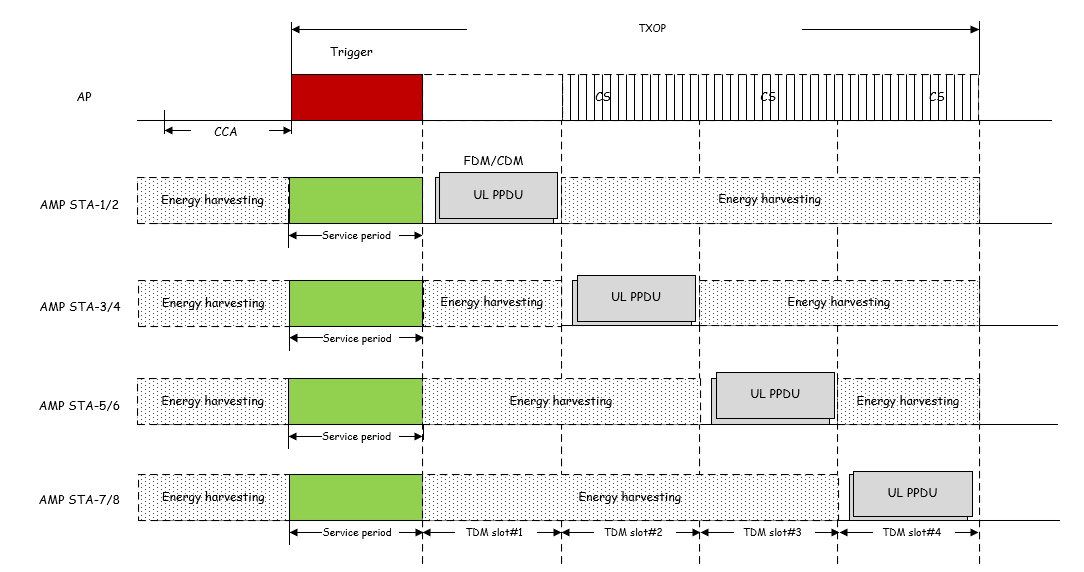 TXOP
Trigger
AP
CS
CS
CS
CCA
FDM/CDM
AMP STA-1/2
Energy harvesting
UL PPDU
Energy harvesting
Service period
AMP STA-3/4
Energy harvesting
Energy harvesting
UL PPDU
Energy harvesting
Service period
AMP STA-5/6
Energy harvesting
Energy harvesting
UL PPDU
Energy harvesting
Service period
AMP STA-7/8
Energy harvesting
Energy harvesting
UL PPDU
Service period
TDM slot#1
TDM slot#2
TDM slot#3
TDM slot#4